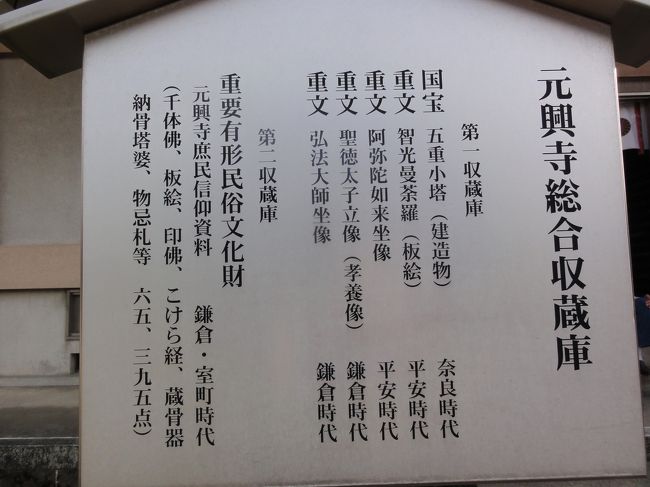 元興寺総合収蔵庫
第一収蔵庫
国宝 五重小塔（建造物） 奈良時代
重文 智光曼荼羅（板絵） 平安時代
重文 阿弥陀如来坐像 平安時代
重文 聖徳太子立像（孝養像） 鎌倉時代
重文 弘法大師坐像 鎌倉時代
第二収蔵庫
重要有形民俗文化財
元興寺庶民信仰資料 鎌倉・室町時代
（千体佛、板絵、印佛、こけら経、蔵骨器
納骨塔婆、物忌札等 六五、三九五点）